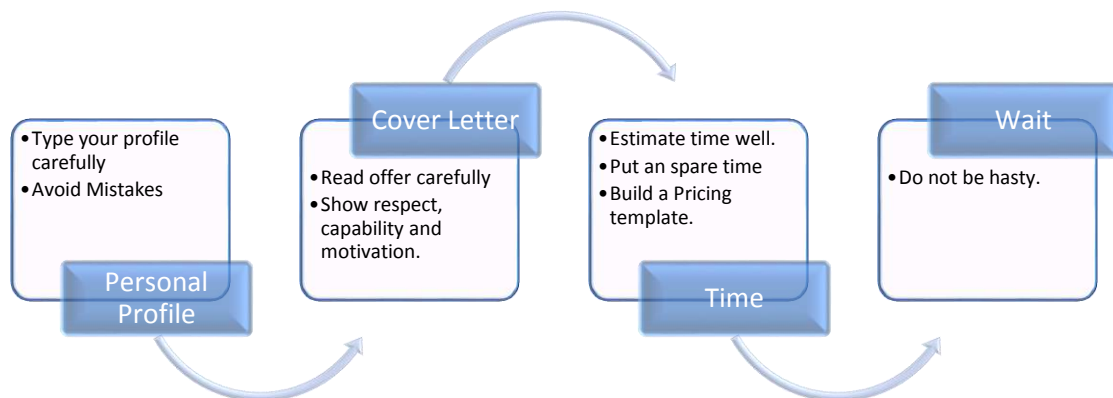 •Type your profile
carefully
•Avoid Mistakes
Personal
Profile
Cover Letter
•Read offer carefully
•Show respect,
capability and
motivation.
•Estimate time well.
•Put an spare time
•Build a Pricing
template.
Time
Wait
•Do not be hasty.